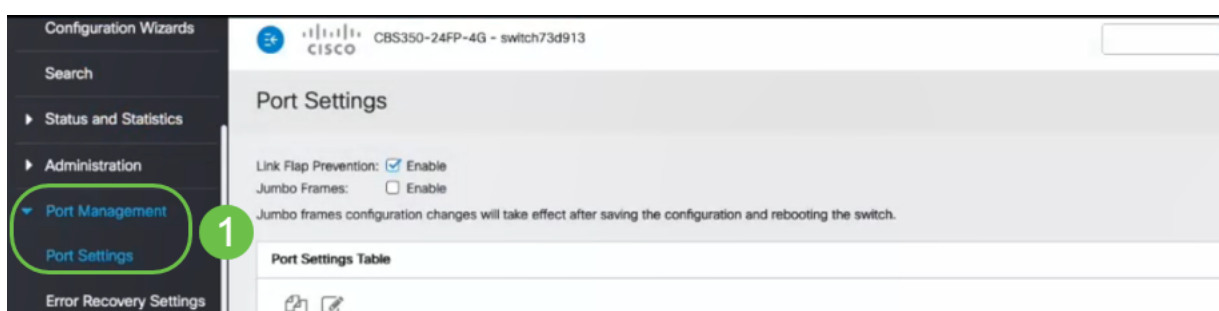 Configuration Wizards
Search
Status and Statistics
Administration
Port Management
Port Settings
Error Recovery Settings
1
CISCO CBS350-24FP-4G - switch73d913
Port Settings
Link Flap Prevention: Enable
Jumbo Frames: Enable
Jumbo frames configuration changes will take effect after saving the configuration and rebooting the switch.
Port Settings Table